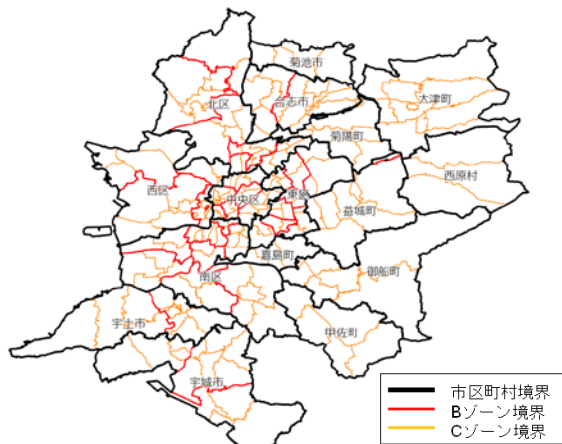 菊池市
大津町
北区
合志市
菊陽町
西原村
西区
中央区
東区
益城町
嘉島町
御船町
南区
宇土市
甲佐町
宇城市
市区町村境界
Bゾーン境界
Cゾーン境界